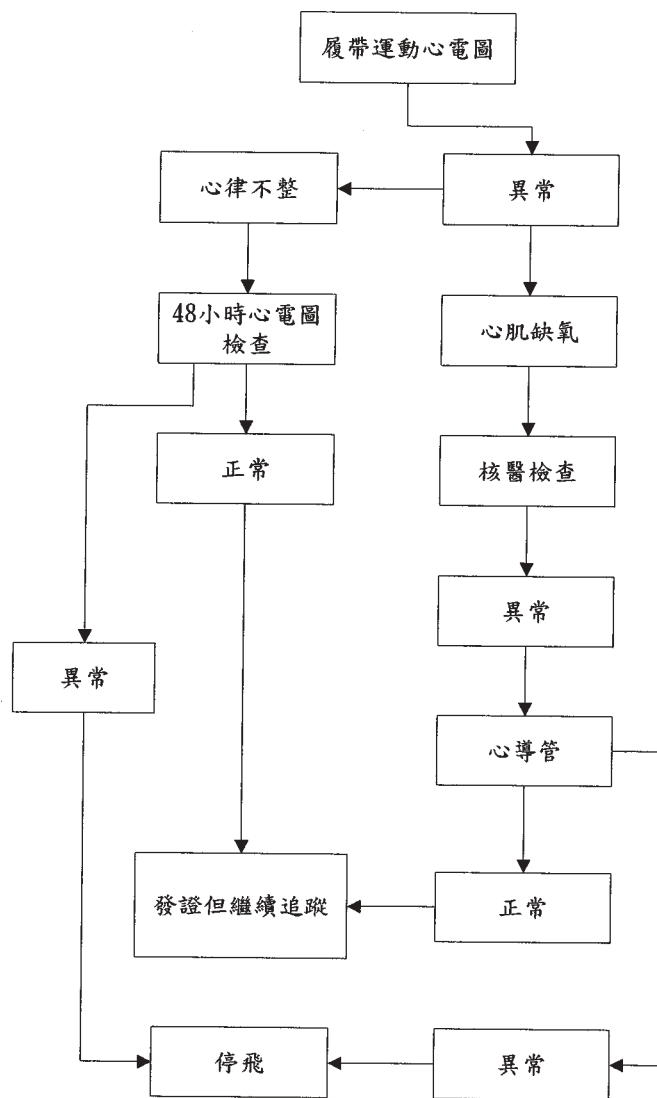 履帶運動心電圖
心律不整
異常
48小時心電圖
檢查
心肌缺氧
正常
核醫檢查
異常
異常
心導管
發證但繼續追蹤
正常
停飛
異常